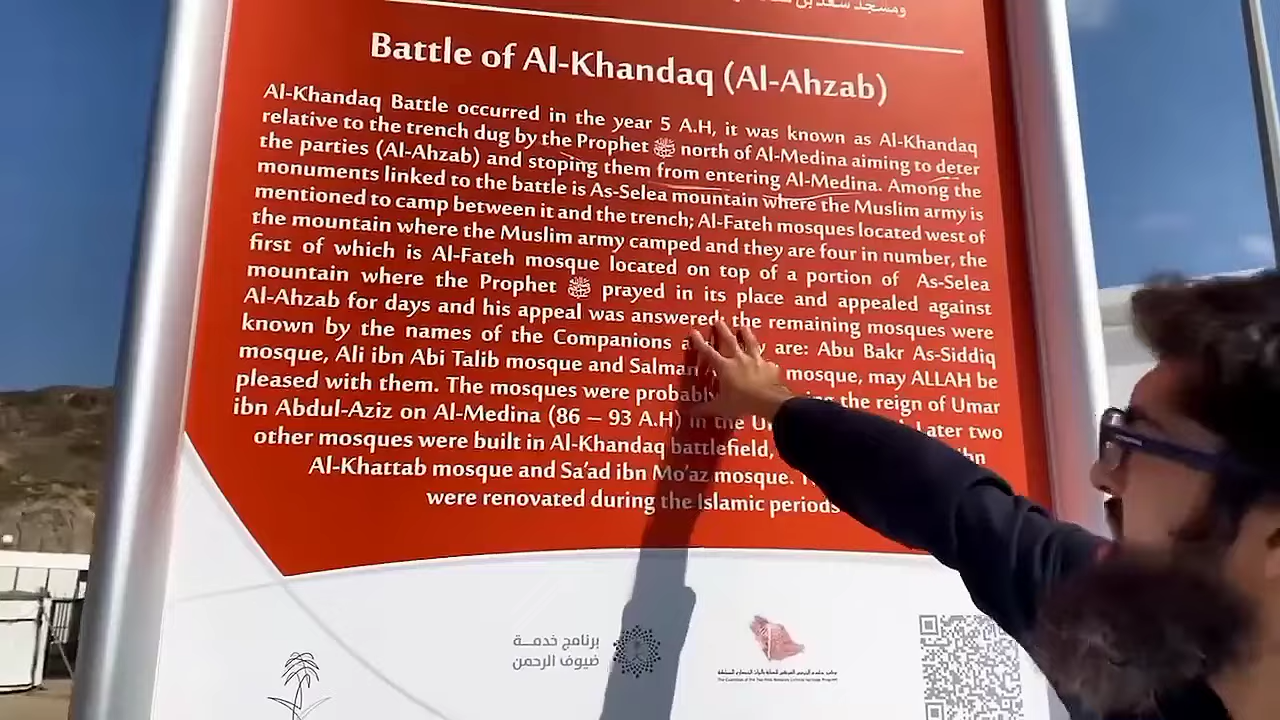 ومسجد سعد بن
Battle of Al-Khandaq (Al-Ahzab)
Al-Khandaq Battle occurred in the year 5 A.H, it was known as Al-Khandaq
relative to the trench dug by the Prophet ﷺ north of Al-Medina aiming to deter
the parties (Al-Ahzab) and stoping them from entering Al-Medina. Among the
monuments linked to the battle is As-Selea mountain where the Muslim army is
mentioned to camp between it and the trench; Al-Fateh mosques located west of
the mountain where the Muslim army camped and they are four in number, the
first of which is Al-Fateh mosque located on top of a portion of As-Selea
mountain where the Prophet ﷺ prayed in its place and appealed against
Al-Ahzab for days and his appeal was answered; the remaining mosques were
known by the names of the Companions are: Abu Bakr As-Siddiq
mosque, Ali ibn Abi Talib mosque and Salman mosque, may ALLAH be
pleased with them. The mosques were probably the reign of Umar
ibn Abdul-Aziz on Al-Medina (86 – 93 A.H) in the Later two
other mosques were built in Al-Khandaq battlefield, ibn
Al-Khattab mosque and Sa'ad ibn Mo'az mosque.
were renovated during the Islamic periods
برنامج خدمـــة
ضيوف الرحمن